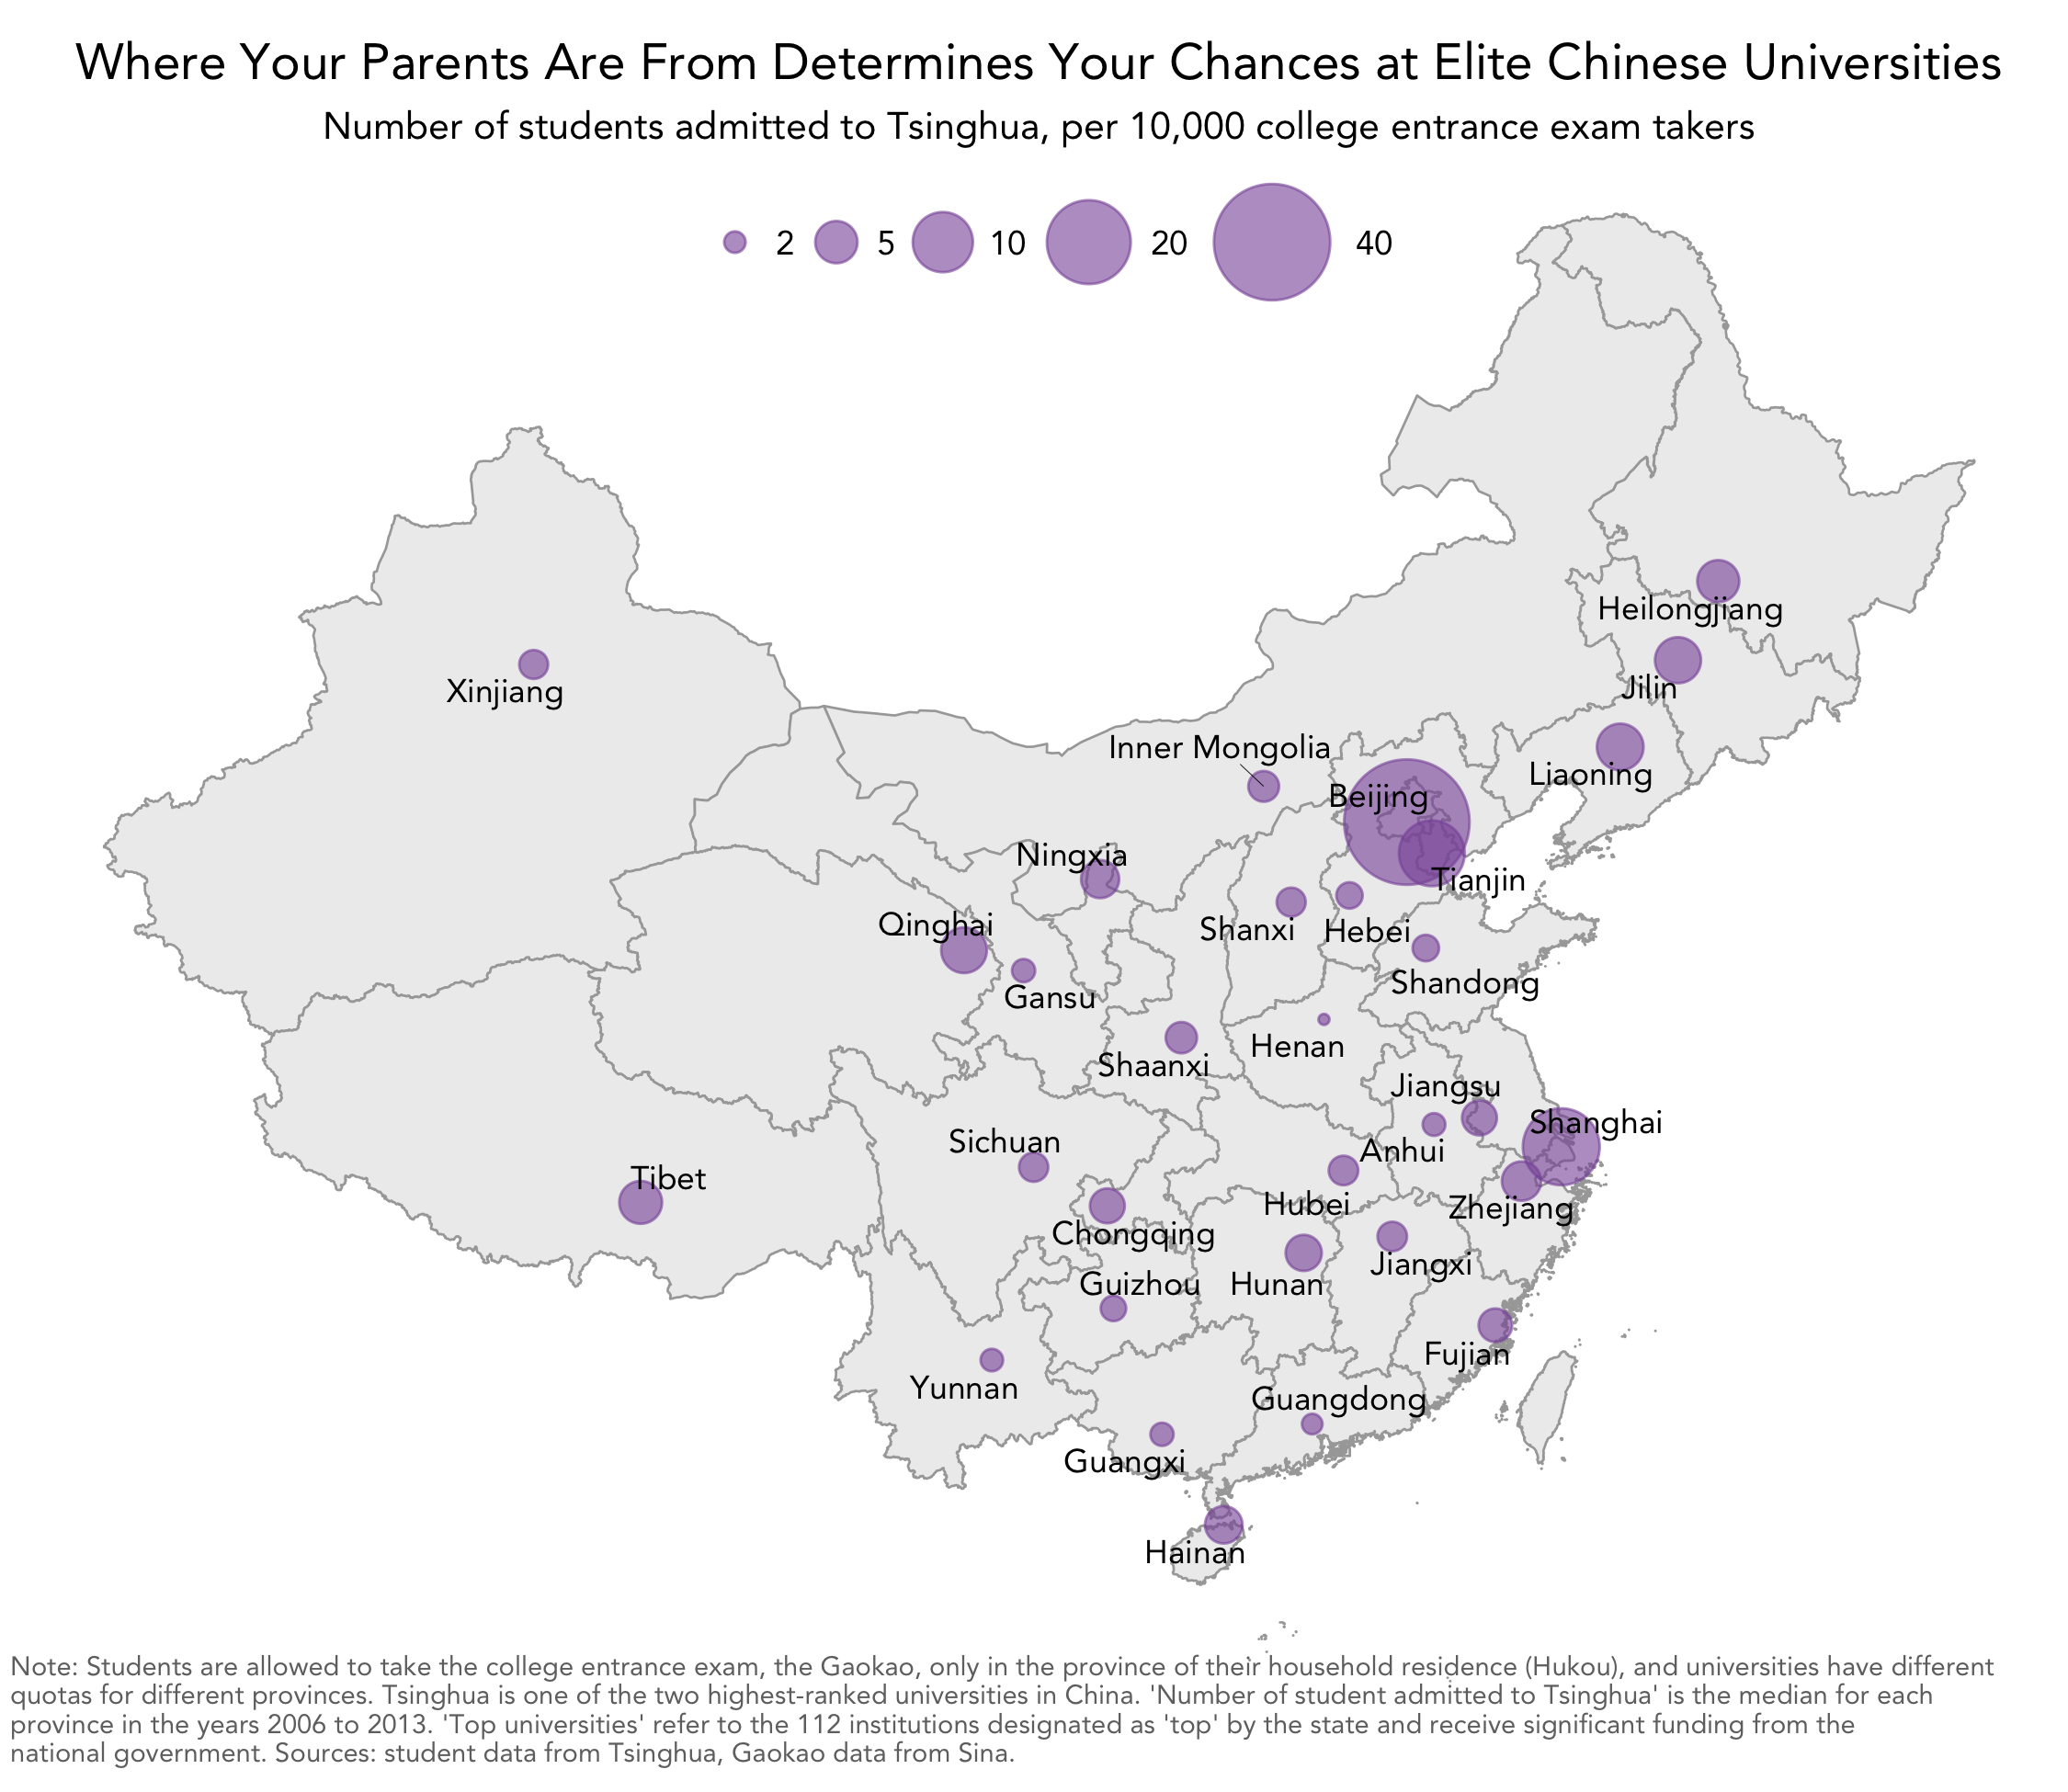 Where Your Parents Are From Determines Your Chances at Elite Chinese Universities
Number of students admitted to Tsinghua, per 10,000 college entrance exam takers
2 5 10 20 40
Heilongjiang
Jilin
Xinjiang
Inner Mongolia
Liaoning
Beijing
Ningxia
Tianjin
Qinghai
Shanxi
Hebei
Shandong
Gansu
Henan
Shaanxi
Jiangsu
Shanghai
Sichuan
Anhui
Tibet
Hubei
Zhejiang
Chongqing
Jiangxi
Guizhou
Hunan
Fujian
Yunnan
Guangdong
Guangxi
Hainan
Note: Students are allowed to take the college entrance exam, the Gaokao, only in the province of their household residence (Hukou), and universities have different
quotas for different provinces. Tsinghua is one of the two highest-ranked universities in China. 'Number of student admitted to Tsinghua' is the median for each
province in the years 2006 to 2013. 'Top universities' refer to the 112 institutions designated as 'top' by the state and receive significant funding from the
national government. Sources: student data from Tsinghua, Gaokao data from Sina.